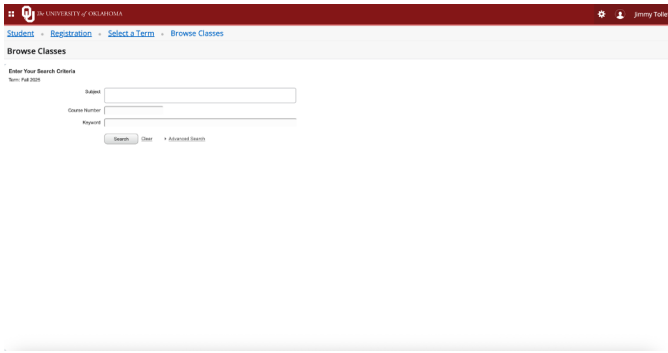 OU The UNIVERSITY of OKLAHOMA Jimmy Tolle
Student Registration Select a Term Browse Classes
Browse Classes
Enter Your Search Criteria
Term: Fall 2025
Subject
Course Number
Keyword
Search Clear Advanced Search